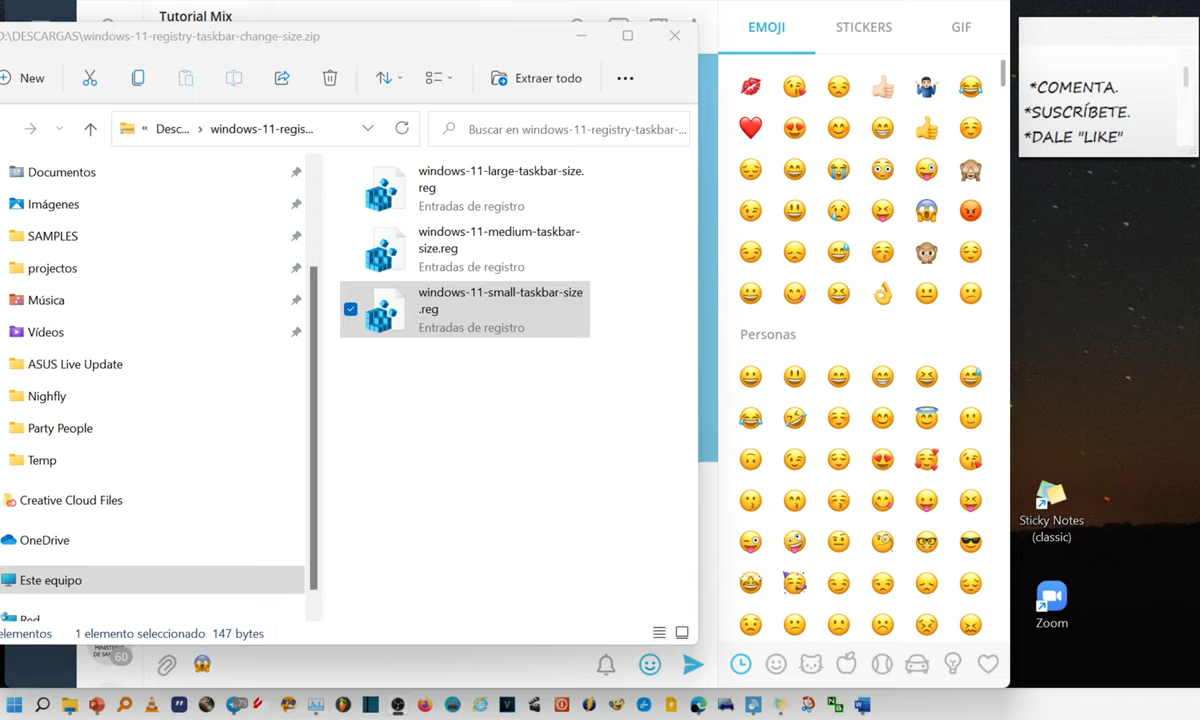 Tutorial Mix
D:\DESCARGAS\windows-11-registry-taskbar-change-size.zip
New
Extraer todo
« Desc... > windows-11-regis...
Buscar en windows-11-registry-taskbar-...
Documentos
Imágenes
SAMPLES
projectos
Música
Vídeos
ASUS Live Update
Nighfly
Party People
Temp
Creative Cloud Files
OneDrive
Este equipo
Red
elementos
1 elemento seleccionado 147 bytes
windows-11-large-taskbar-size.
reg
Entradas de registro
windows-11-medium-taskbar-
size.reg
Entradas de registro
windows-11-small-taskbar-size
.reg
Entradas de registro
60
EMOJI
STICKERS
GIF
Personas
*COMENTA.
*SUSCRÍBETE.
*DALE "LIKE"
Sticky Notes
(classic)
Zoom